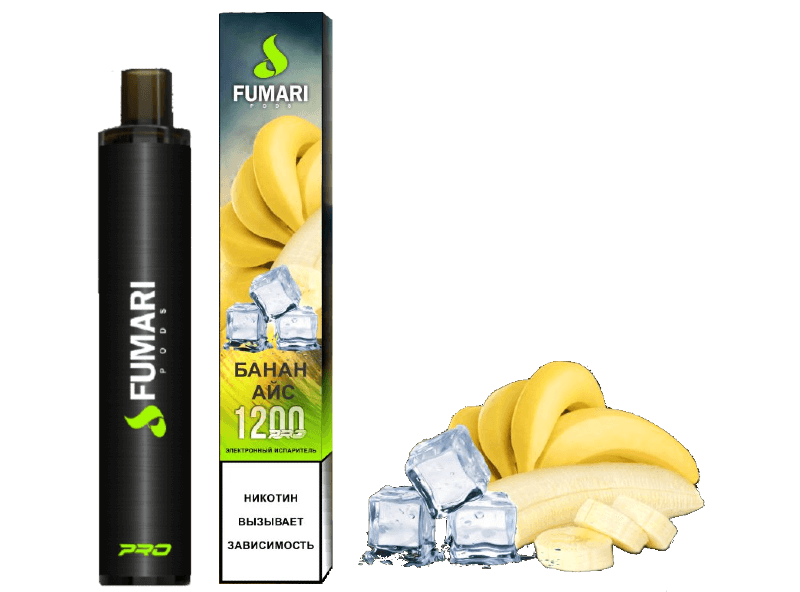 FUMARI
PODS
PRO
FUMARI
PODS
БАНАН
АЙС
1200
PRO
ЭЛЕКТРОННЫЙ ИСПАРИТЕЛЬ
НИКОТИН
ВЫЗЫВАЕТ
ЗАВИСИМОСТЬ